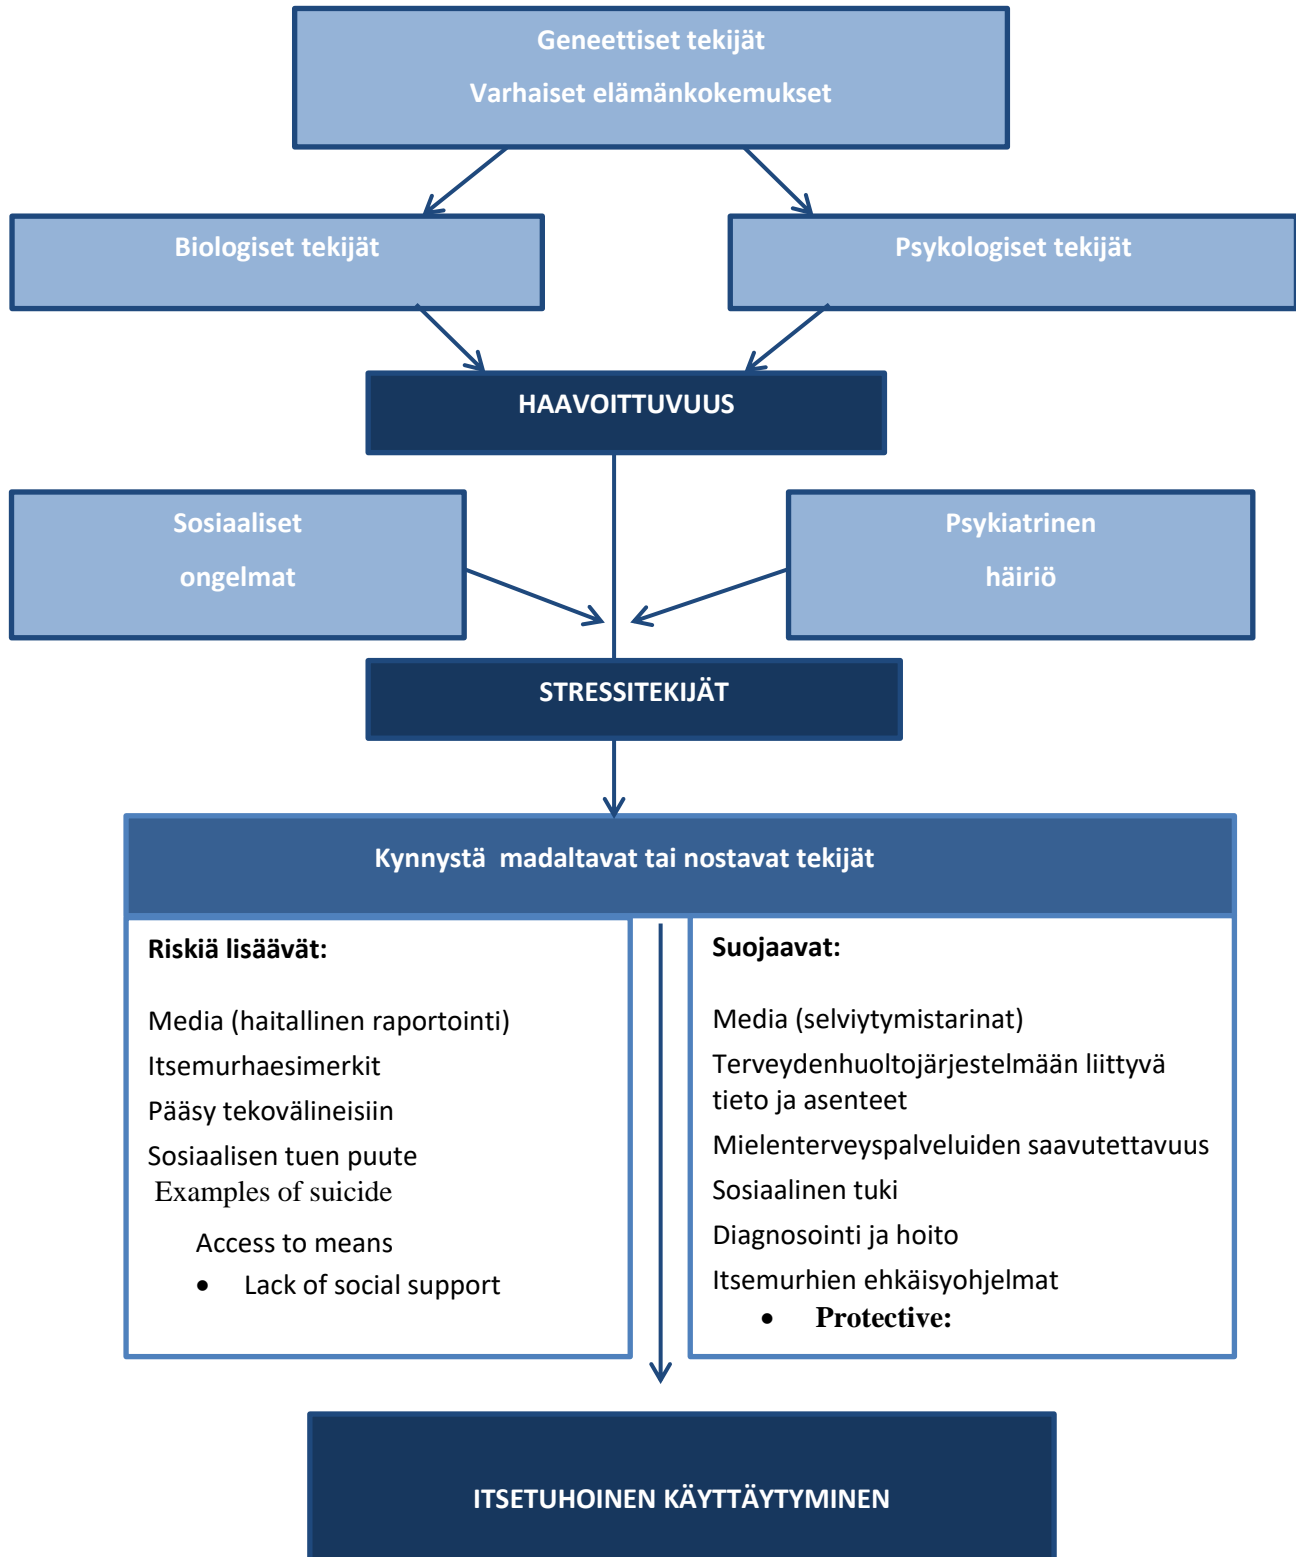 Geneettiset tekijät
Varhaiset elämänkokemukset
Biologiset tekijät
Psykologiset tekijät
HAAVOITTUVUUS
Sosiaaliset
ongelmat
Psykiatrinen
häiriö
STRESSITEKIJÄT
Kynnystä  madaltavat tai nostavat tekijät
Riskiä lisäävät:
Media (haitallinen raportointi)
Itsemurhaesimerkit
Pääsy tekovälineisiin
Sosiaalisen tuen puute
Examples of suicide
Access to means
• Lack of social support
Suojaavat:
Media (selviytymistarinat)
Terveydenhuoltojärjestelmään liittyvä
tieto ja asenteet
Mielenterveyspalveluiden saavutettavuus
Sosiaalinen tuki
Diagnosointi ja hoito
Itsemurhien ehkäisyohjelmat
• Protective:
ITSETUHOINEN KÄYTTÄYTYMINEN